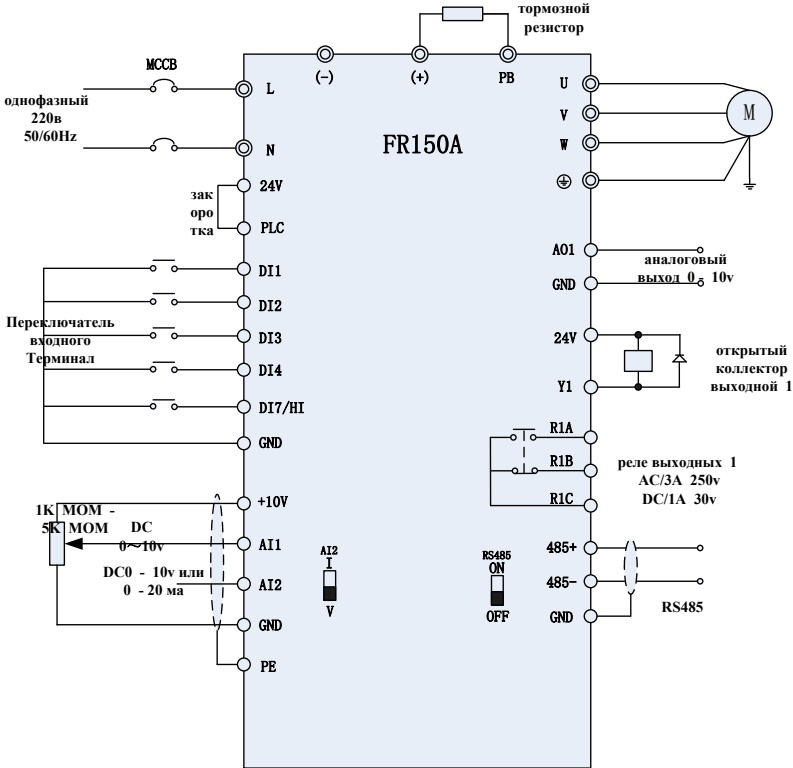 тормозной
резистор
MCCB
(-)
(+)
PB
L
U
однофазный
220в
50/60Hz
V
M
FR150A
N
W
24V
зак
оро
тка
PLC
AO1
аналоговый
выход 0 - 10v
GND
DI1
DI2
Переключатель
входного
Терминал
DI3
DI4
DI7/HI
GND
24V
открытый
коллектор
выходной 1
Y1
R1A
R1B
R1C
реле выходных 1
AC/3A 250v
DC/1A 30v
+10V
1K MOM -
5K MOM
DC
0～10v
AI1
DC0 - 10v или
0 - 20 ма
AI2
GND
PE
AI2
I
V
RS485
ON
OFF
485+
485-
GND
RS485